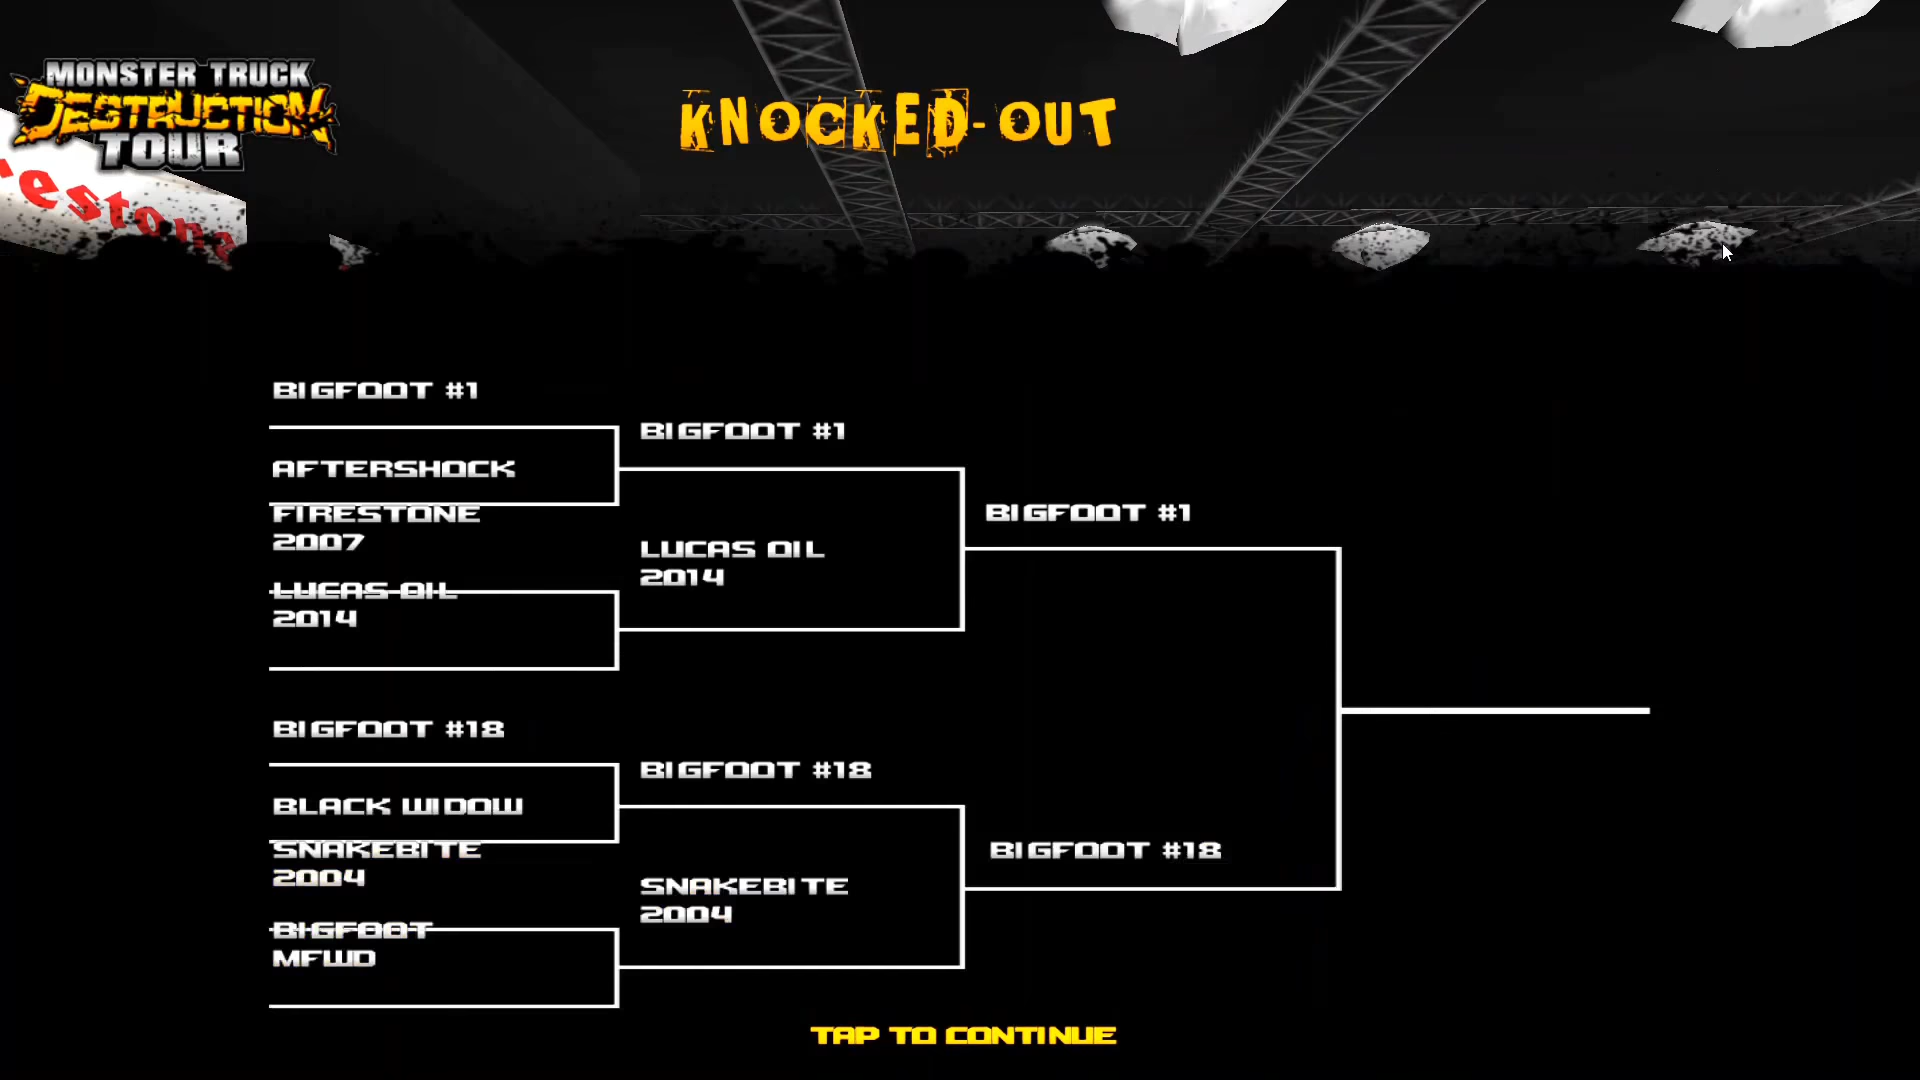 MONSTER TRUCK
DESTRUCTION
TOUR
KNOCKED-OUT
restone
BIGFOOT #1
AFTERSHOCK
FIRESTONE
2007
LUCAS OIL
2014
BIGFOOT #18
BLACK WIDOW
SNAKEBITE
2004
BIGFOOT
MFWD
BIGFOOT #1
LUCAS OIL
2014
BIGFOOT #18
SNAKEBITE
2004
BIGFOOT #1
BIGFOOT #18
TAP TO CONTINUE